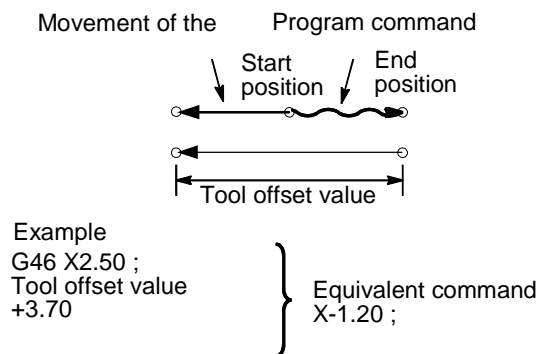 Movement of the
Program command
Start
position
End
position
Tool offset value
Example
G46 X2.50 ;
Tool offset value
+3.70
Equivalent command
X-1.20 ;